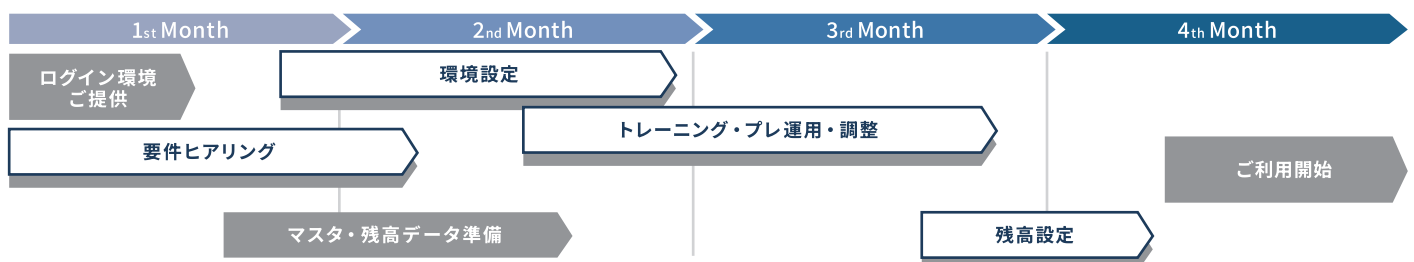 1st Month
2nd Month
3rd Month
4th Month
ログイン環境
ご提供
環境設定
トレーニング・プレ運用・調整
要件ヒアリング
ご利用開始
マスタ・残高データ準備
残高設定